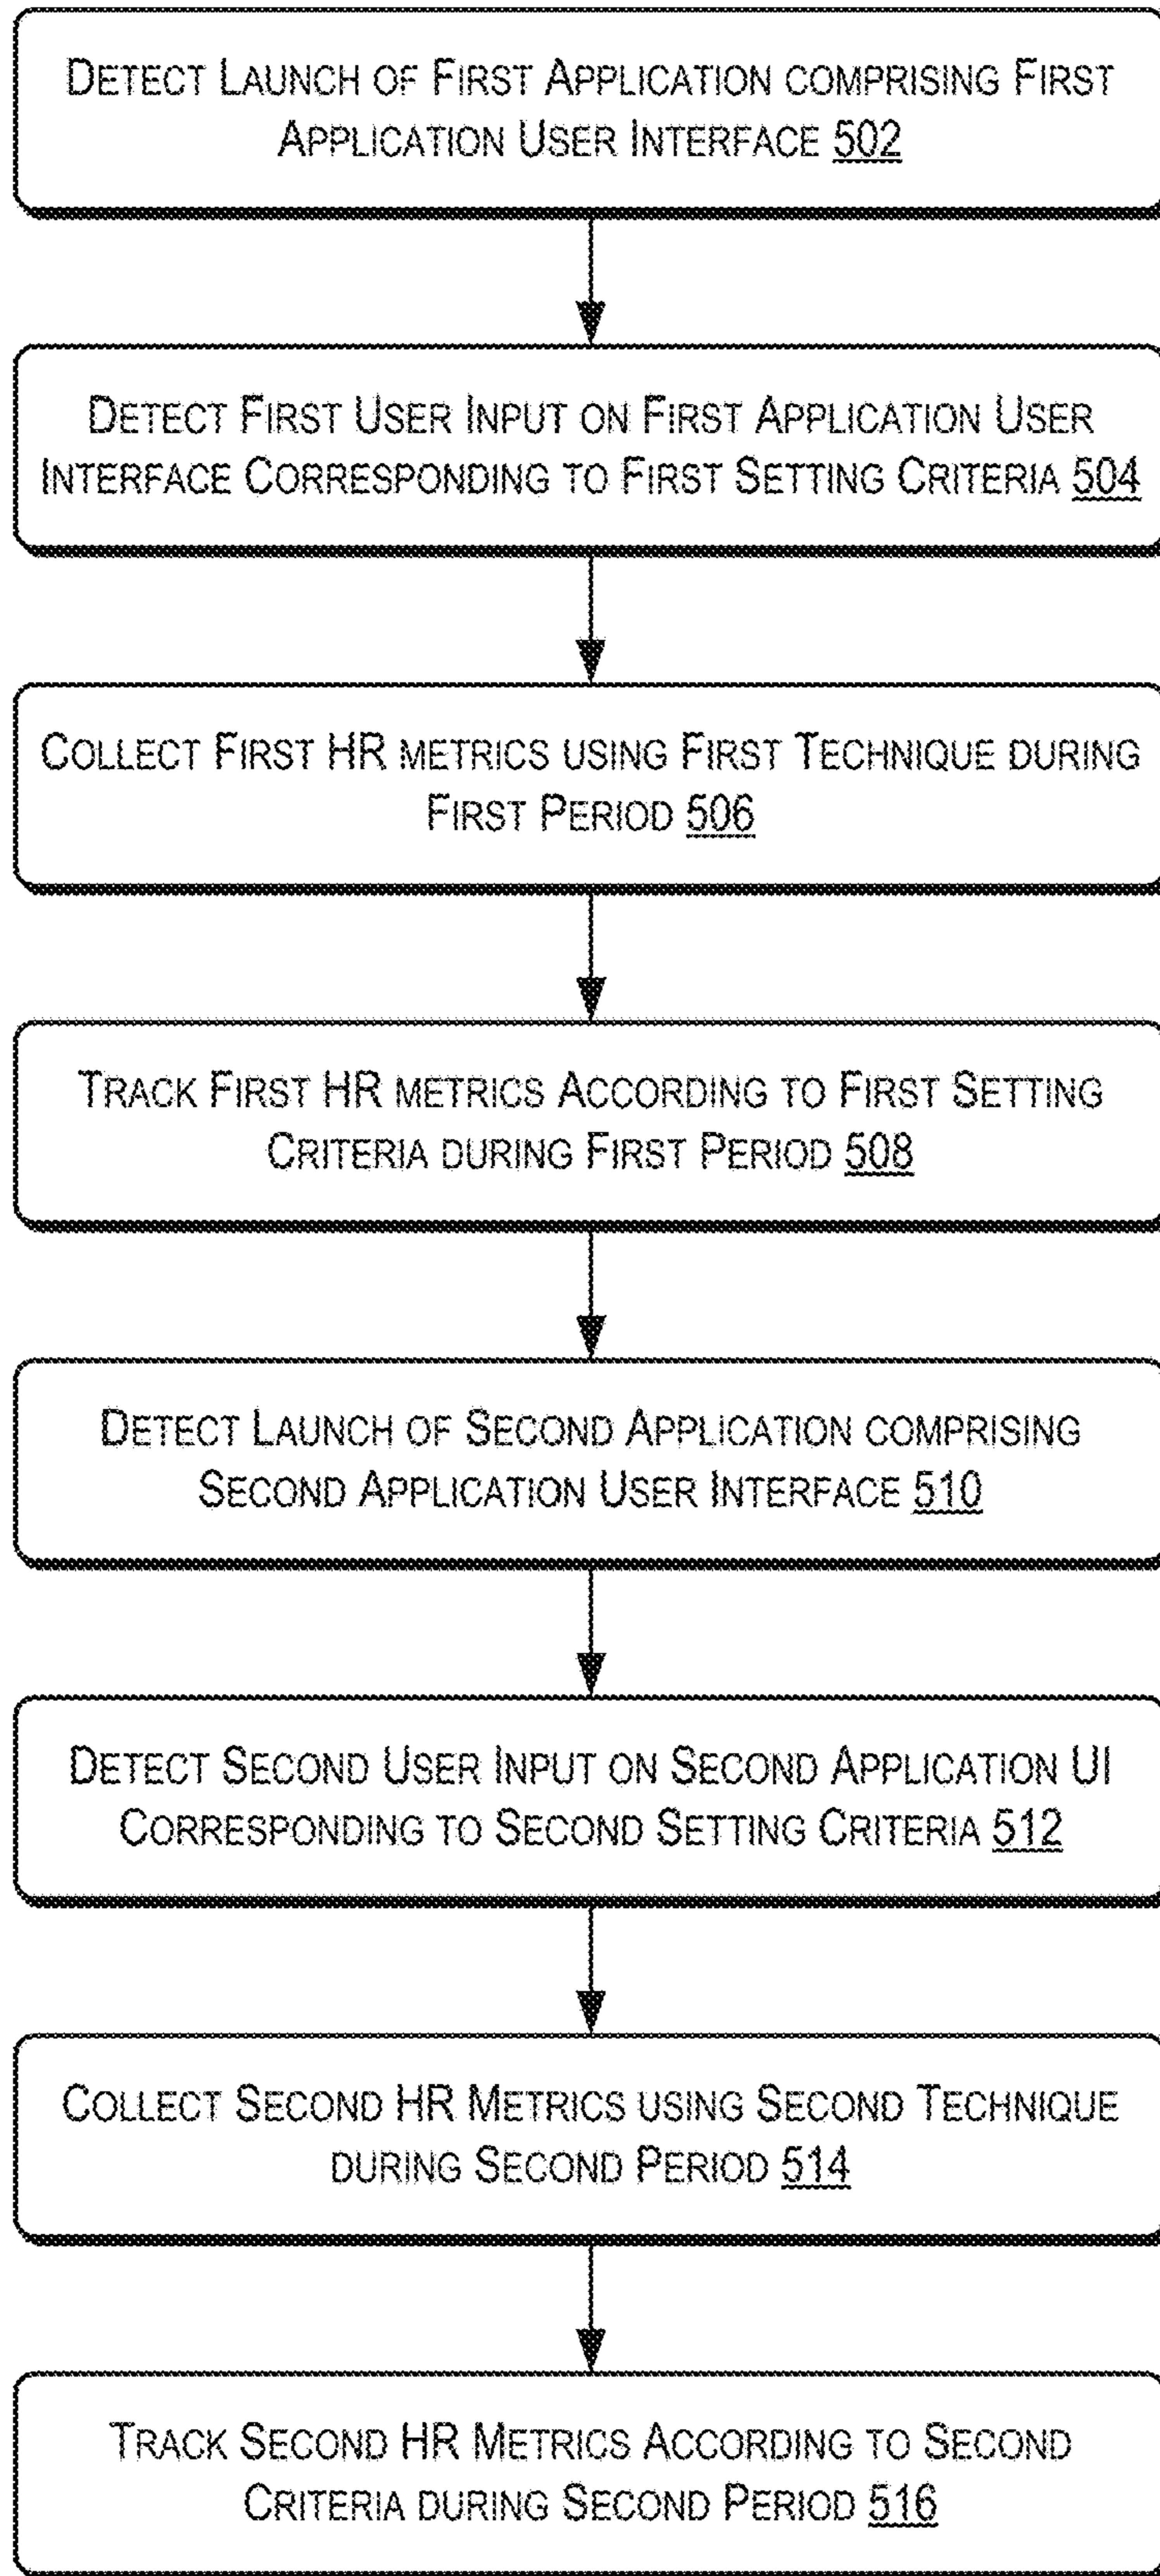 DETECT LAUNCH OF FIRST APPLICATION COMPRISING FIRST
APPLICATION USER INTERFACE 502
DETECT FIRST USER INPUT ON FIRST APPLICATION USER
INTERFACE CORRESPONDING TO FIRST SETTING CRITERIA 504
COLLECT FIRST HR METRICS USING FIRST TECHNIQUE DURING
FIRST PERIOD 506
TRACK FIRST HR METRICS ACCORDING TO FIRST SETTING
CRITERIA DURING FIRST PERIOD 508
DETECT LAUNCH OF SECOND APPLICATION COMPRISING
SECOND APPLICATION USER INTERFACE 510
DETECT SECOND USER INPUT ON SECOND APPLICATION UI
CORRESPONDING TO SECOND SETTING CRITERIA 512
COLLECT SECOND HR METRICS USING SECOND TECHNIQUE
DURING SECOND PERIOD 514
TRACK SECOND HR METRICS ACCORDING TO SECOND
CRITERIA DURING SECOND PERIOD 516